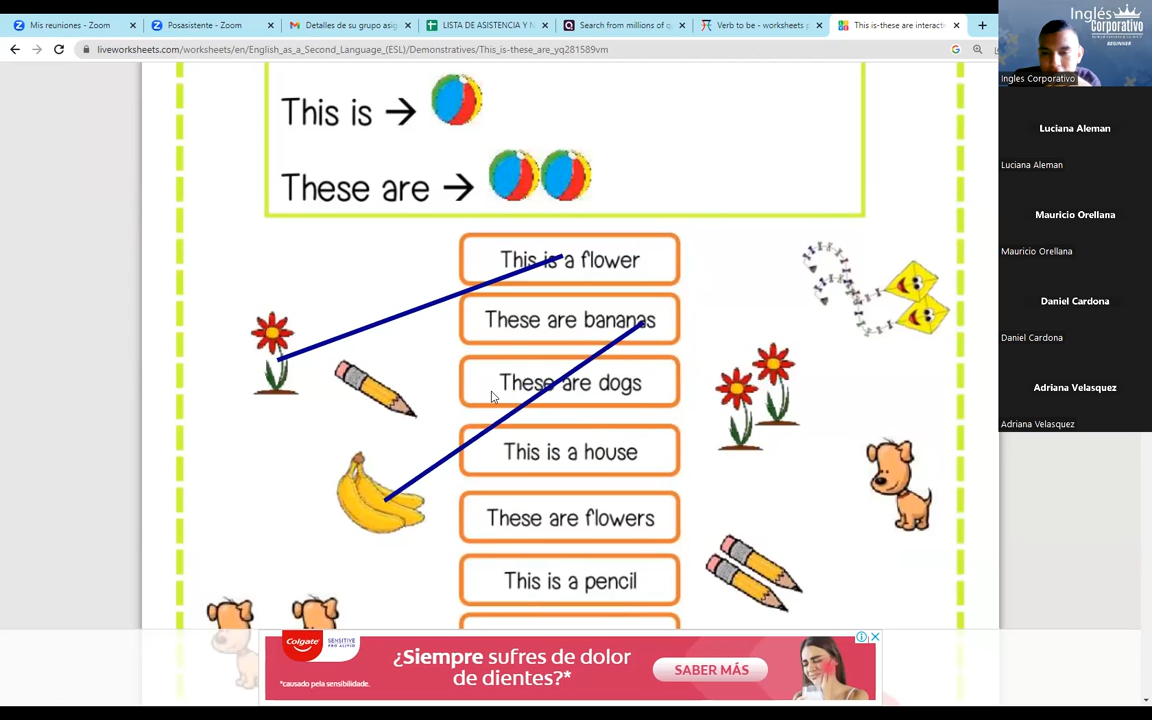 Mis reuniones - Zoom
Posasistente - Zoom
Detalles de su grupo asig
LISTA DE ASISTENCIA Y N
Search from millions of q
Verb to be - worksheets p
This is-these are interact
liveworksheets.com/worksheets/en/English_as_a_Second_Language_(ESL)/Demonstratives/This_is-these_are_yq281589vm
Inglés
Corporativo
BEGINNER
Ingles Corporativo
Luciana Aleman
Luciana Aleman
Mauricio Orellana
Mauricio Orellana
Daniel Cardona
Daniel Cardona
Adriana Velasquez
Adriana Velasquez
This is →
These are →
This is a flower
These are bananas
These are dogs
This is a house
These are flowers
This is a pencil
Colgate
SENSITIVE
PRO ALIVIO
*causado pela sensibilidade.
¿Siempre sufres de dolor
de dientes?*
SABER MÁS